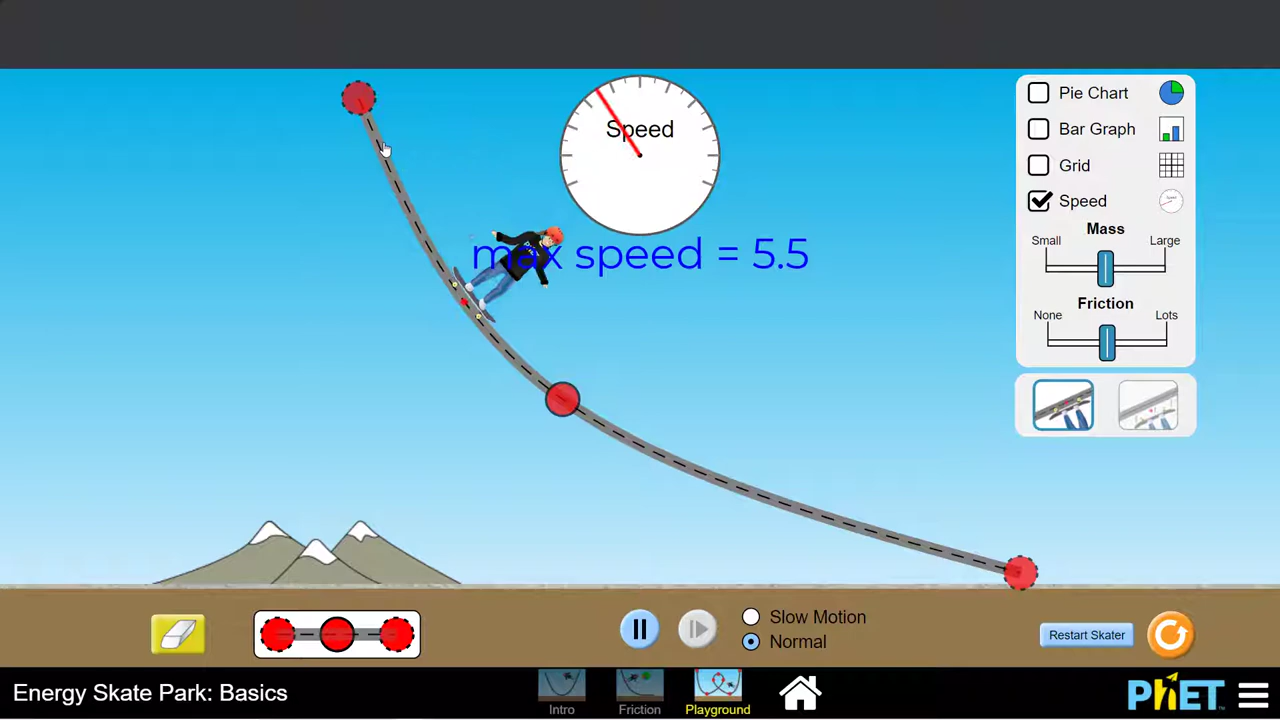 Speed
max speed = 5.5
Pie Chart
Bar Graph
Grid
Speed
Mass
Small Large
Friction
None Lots
Slow Motion
Normal
Restart Skater
Energy Skate Park: Basics
Intro
Friction
Playground
PhET